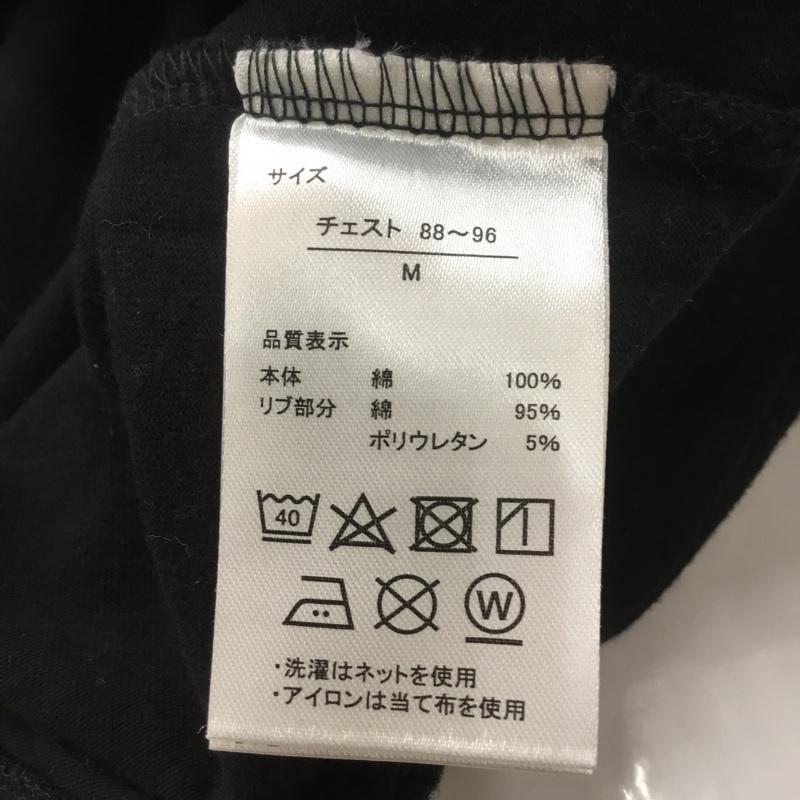 サイズ
チェスト 88～96
M
品質表示
本体 綿 100%
リブ部分 綿 95%
ポリウレタン 5%
40
W
・洗濯はネットを使用
・アイロンは当て布を使用